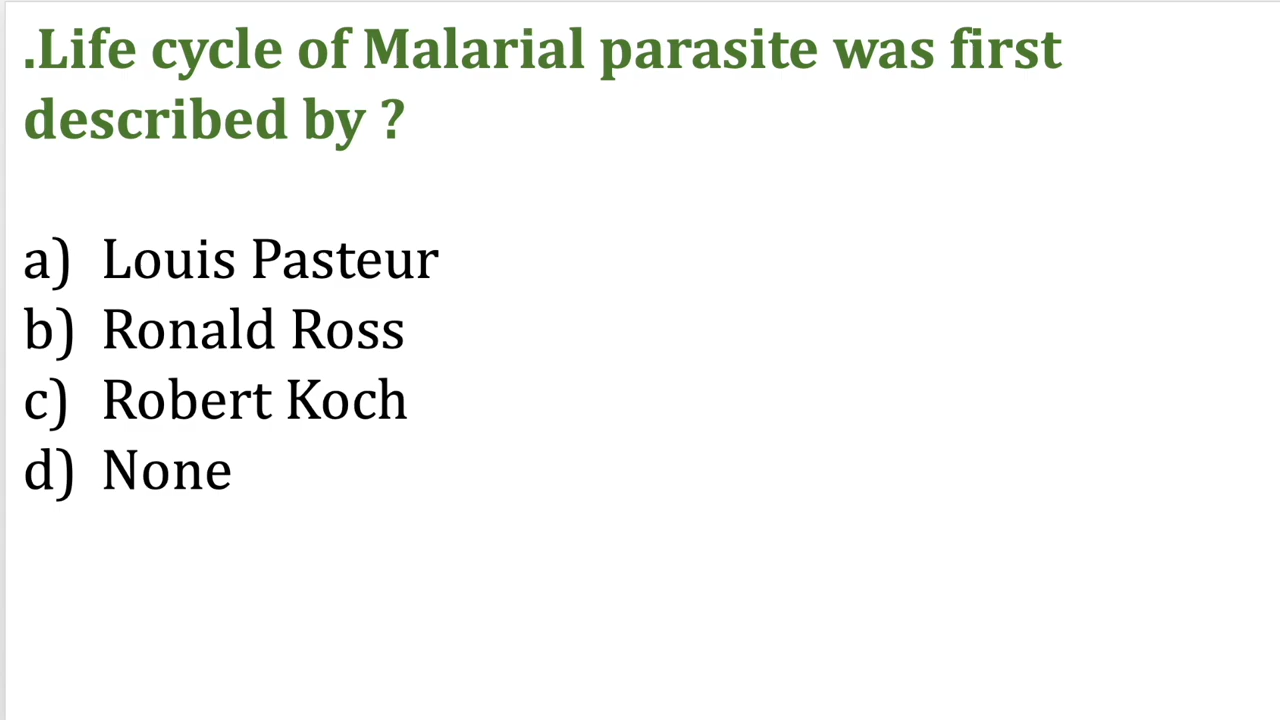 .Life cycle of Malarial parasite was first
described by ?
a) Louis Pasteur
b) Ronald Ross
c) Robert Koch
d) None